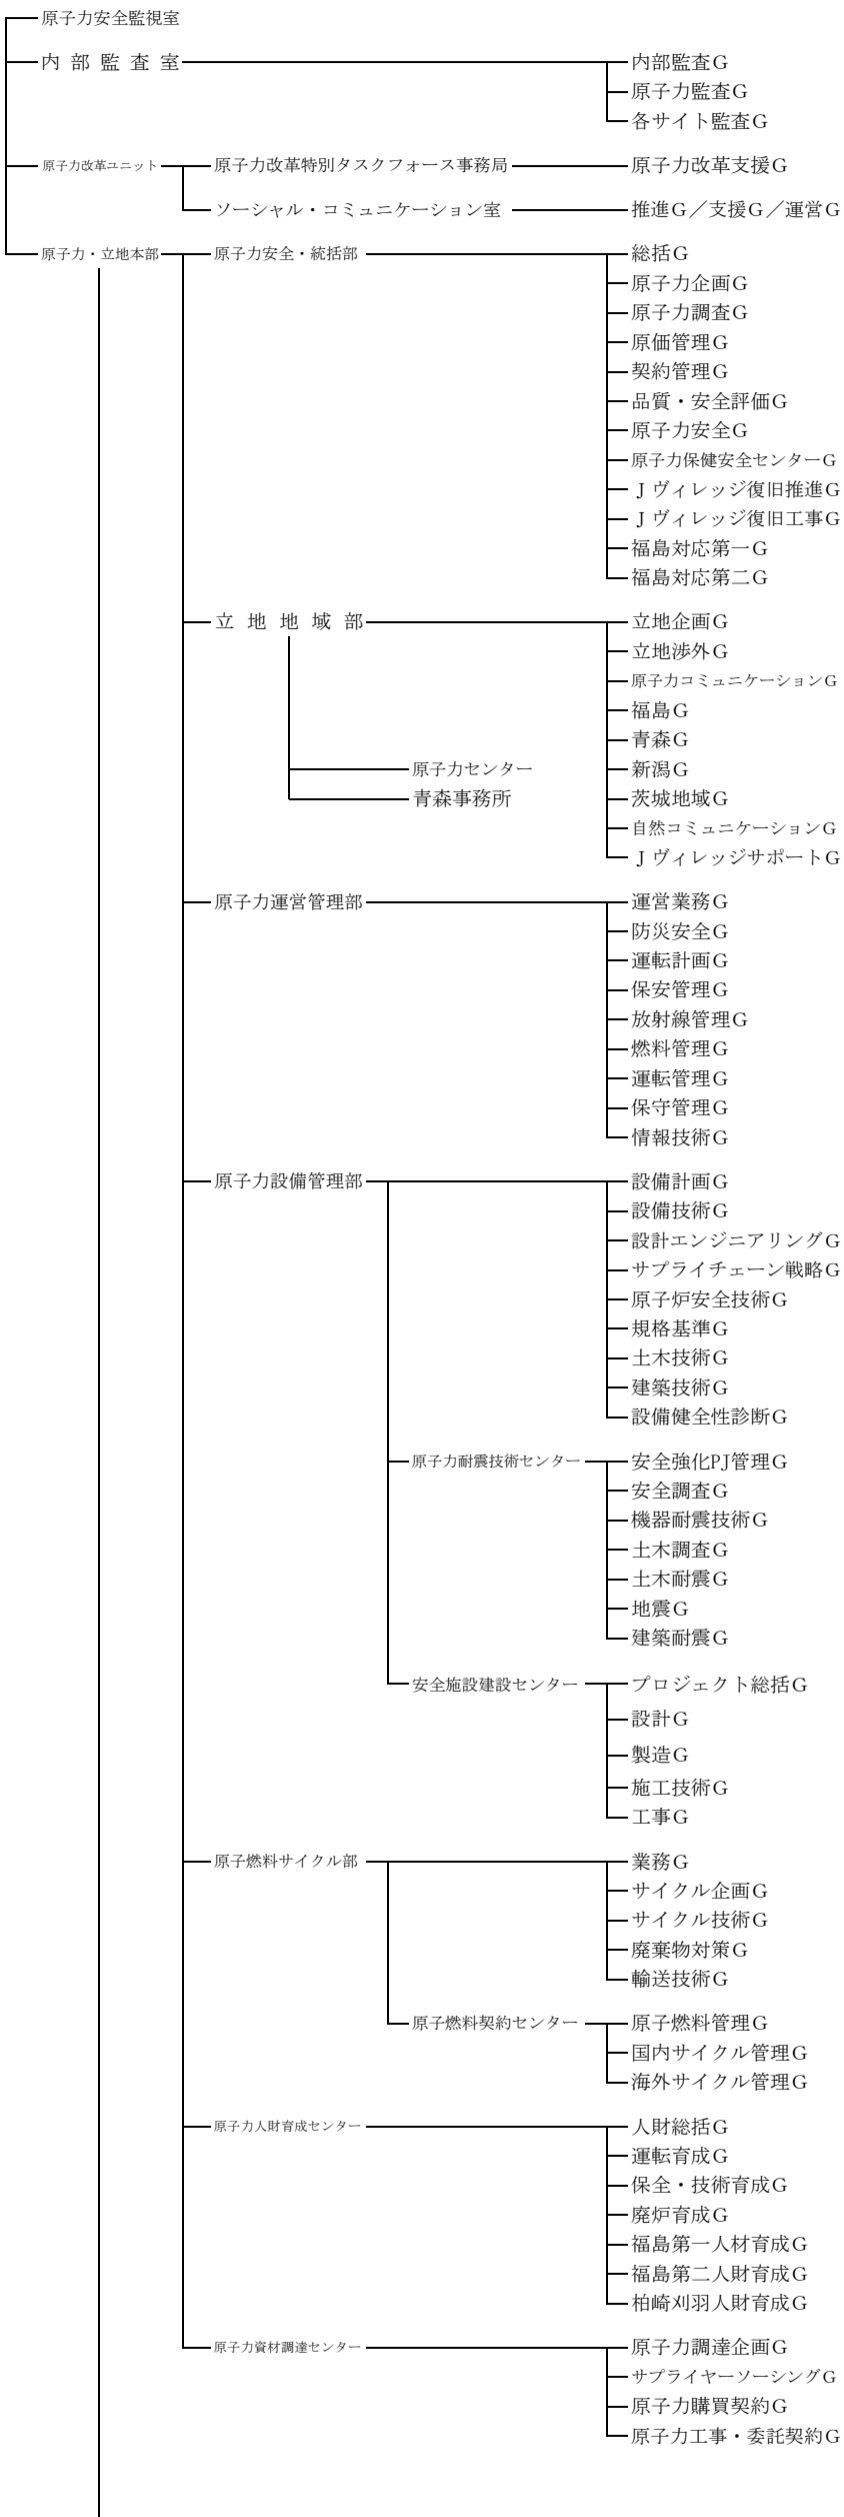 原子力安全監視室
内部監査室 内部監査G
原子力監査G
各サイト監査G
原子力改革ユニット 原子力改革特別タスクフォース事務局 原子力改革支援G
ソーシャル・コミュニケーション室 推進G／支援G／運営G
原子力・立地本部 原子力安全・統括部 総括G
原子力企画G
原子力調査G
原価管理G
契約管理G
品質・安全評価G
原子力安全G
原子力保健安全センターG
Ｊヴィレッジ復旧推進G
Ｊヴィレッジ復旧工事G
福島対応第一G
福島対応第二G
立地地域部 立地企画G
立地渉外G
原子力コミュニケーションG
福島G
青森G
原子力センター 新潟G
青森事務所 茨城地域G
自然コミュニケーションG
ＪヴィレッジサポートG
原子力運営管理部 運営業務G
防災安全G
運転計画G
保安管理G
放射線管理G
燃料管理G
運転管理G
保守管理G
情報技術G
原子力設備管理部 設備計画G
設備技術G
設計エンジニアリングG
サプライチェーン戦略G
原子炉安全技術G
規格基準G
土木技術G
建築技術G
設備健全性診断G
原子力耐震技術センター 安全強化PJ管理G
安全調査G
機器耐震技術G
土木調査G
土木耐震G
地震G
建築耐震G
安全施設建設センター プロジェクト総括G
設計G
製造G
施工技術G
工事G
原子燃料サイクル部 業務G
サイクル企画G
サイクル技術G
廃棄物対策G
輸送技術G
原子燃料契約センター 原子燃料管理G
国内サイクル管理G
海外サイクル管理G
原子力人財育成センター 人財総括G
運転育成G
保全・技術育成G
廃炉育成G
福島第一人材育成G
福島第二人財育成G
柏崎刈羽人財育成G
原子力資材調達センター 原子力調達企画G
サプライヤーソーシングG
原子力購買契約G
原子力工事・委託契約G